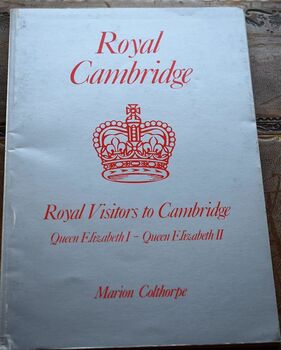 Royal
Cambridge
Royal Visitors to Cambridge
Queen Elizabeth I - Queen Elizabeth II
Marion Colthorpe